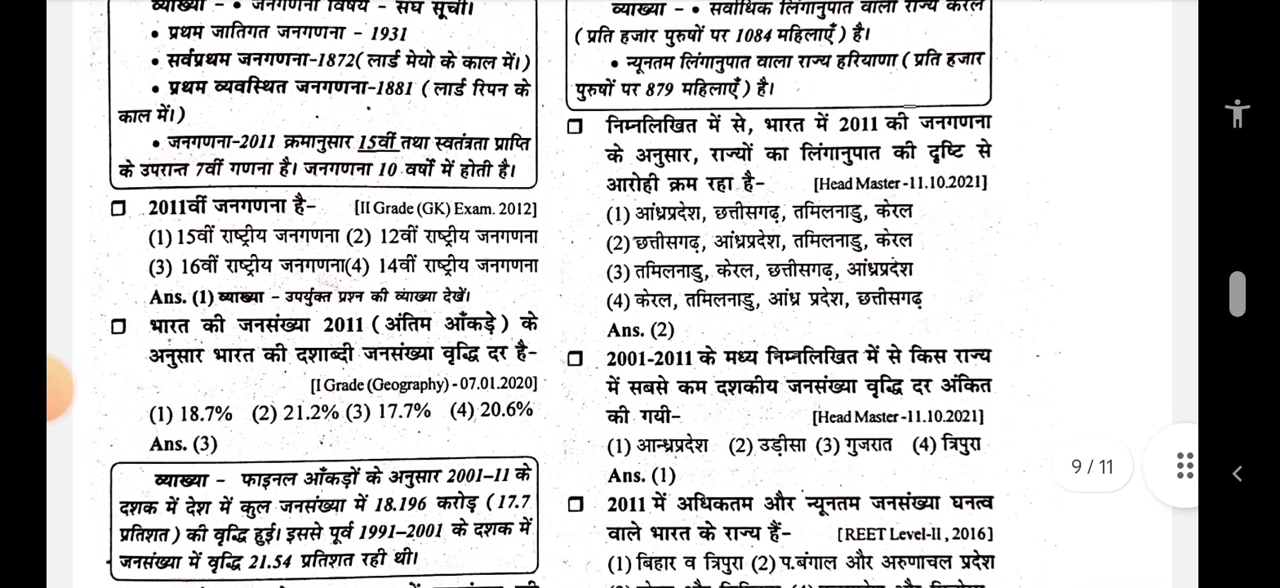 व्याख्या - • जनगणना विषय - संघ सूची।
• प्रथम जातिगत जनगणना - 1931
• सर्वप्रथम जनगणना-1872( लार्ड मेयो के काल में।)
• प्रथम व्यवस्थित जनगणना-1881 ( लार्ड रिपन के
काल में।)
• जनगणना-2011 क्रमानुसार 15वीं तथा स्वतंत्रता प्राप्ति
के उपरान्त 7वीं गणना है। जनगणना 10 वर्षों में होती है।
2011वीं जनगणना है- [II Grade (GK) Exam. 2012]
(1) 15वीं राष्ट्रीय जनगणना (2) 12वीं राष्ट्रीय जनगणना
(3) 16वीं राष्ट्रीय जनगणना(4) 14वीं राष्ट्रीय जनगणना
Ans. (1) व्याख्या - उपर्युक्त प्रश्न की व्याख्या देखें।
भारत की जनसंख्या 2011 ( अंतिम आँकड़े ) के
अनुसार भारत की दशाब्दी जनसंख्या वृद्धि दर है-
[I Grade (Geography) - 07.01.2020]
(1) 18.7% (2) 21.2% (3) 17.7% (4) 20.6%
Ans. (3)
व्याख्या - फाइनल आँकड़ों के अनुसार 2001-11 के
दशक में देश में कुल जनसंख्या में 18.196 करोड़ ( 17.7
प्रतिशत ) की वृद्धि हुई। इससे पूर्व 1991-2001 के दशक में
जनसंख्या में वृद्धि 21.54 प्रतिशत रही थी।
व्याख्या - • सर्वाधिक लिंगानुपात वाला राज्य केरल
( प्रति हजार पुरुषों पर 1084 महिलाएँ ) है।
• न्यूनतम लिंगानुपात वाला राज्य हरियाणा ( प्रति हजार
पुरुषों पर 879 महिलाएँ ) है।
निम्नलिखित में से, भारत में 2011 की जनगणना
के अनुसार, राज्यों का लिंगानुपात की दृष्टि से
आरोही क्रम रहा है- [Head Master -11.10.2021]
(1) आंध्रप्रदेश, छत्तीसगढ़, तमिलनाडु, केरल
(2) छत्तीसगढ़, आंध्रप्रदेश, तमिलनाडु, केरल
(3) तमिलनाडु, केरल, छत्तीसगढ़, आंध्रप्रदेश
(4) केरल, तमिलनाडु, आंध्र प्रदेश, छत्तीसगढ़
Ans. (2)
2001-2011 के मध्य निम्नलिखित में से किस राज्य
में सबसे कम दशकीय जनसंख्या वृद्धि दर अंकित
की गयी- [Head Master -11.10.2021]
(1) आन्ध्रप्रदेश (2) उड़ीसा (3) गुजरात (4) त्रिपुरा
Ans. (1)
2011 में अधिकतम और न्यूनतम जनसंख्या घनत्व
वाले भारत के राज्य हैं- [REET Level-II, 2016]
(1) बिहार व त्रिपुरा (2) प.बंगाल और अरुणाचल प्रदेश
9 / 11